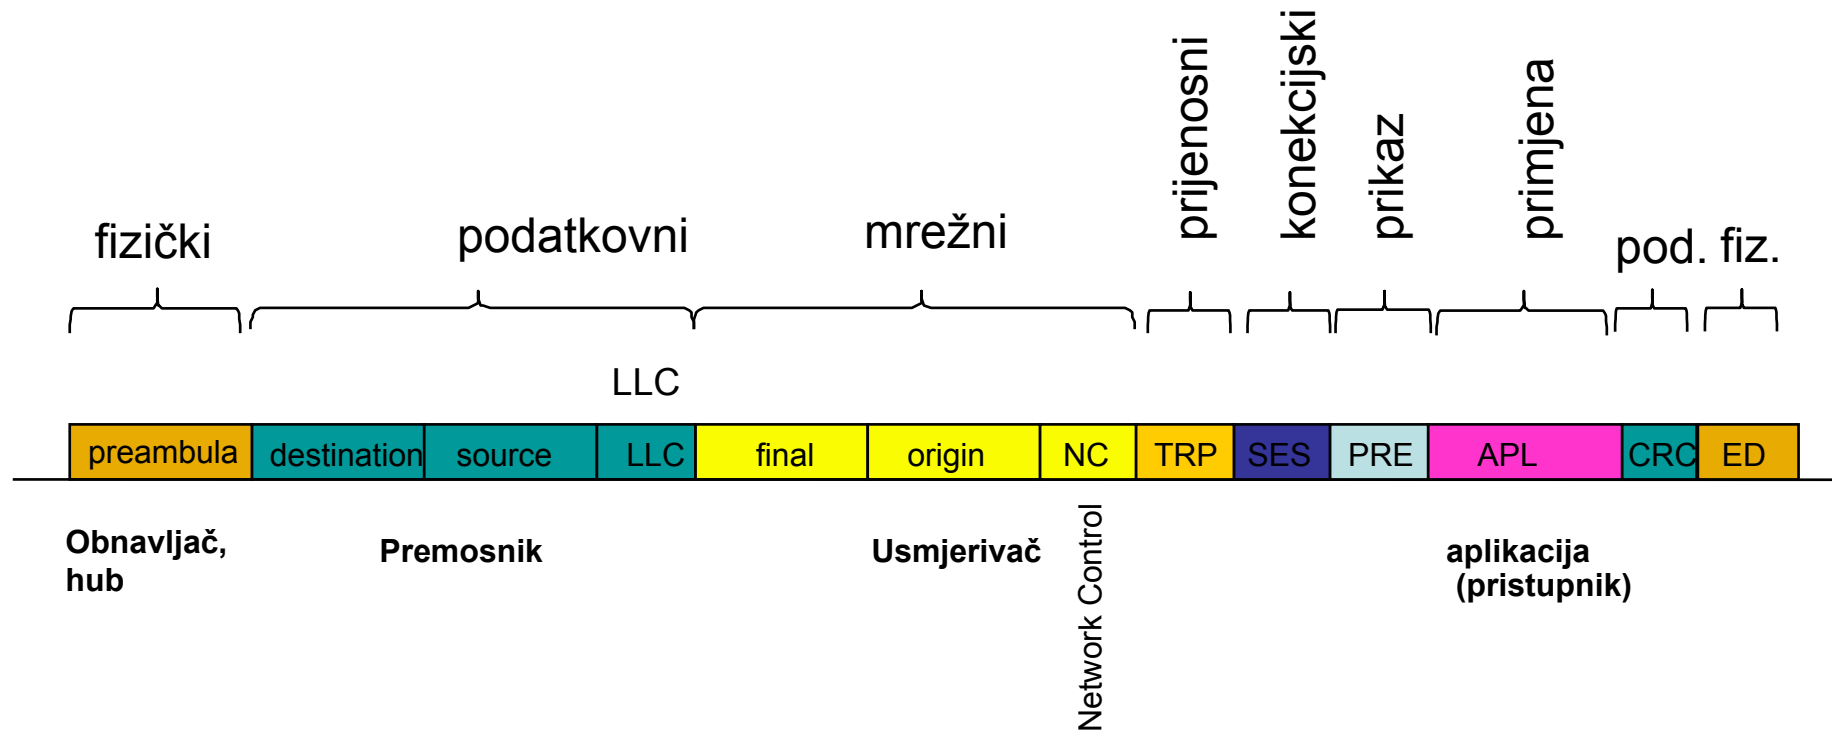 fizički
podatkovni
mrežni
prijenosni
konekcijski
prikaz
primjena
pod.
fiz.
LLC
preambula
destination
source
LLC
final
origin
NC
TRP
SES
PRE
APL
CRC
ED
Obnavljač,
hub
Premosnik
Usmjerivač
Network Control
aplikacija
(pristupnik)